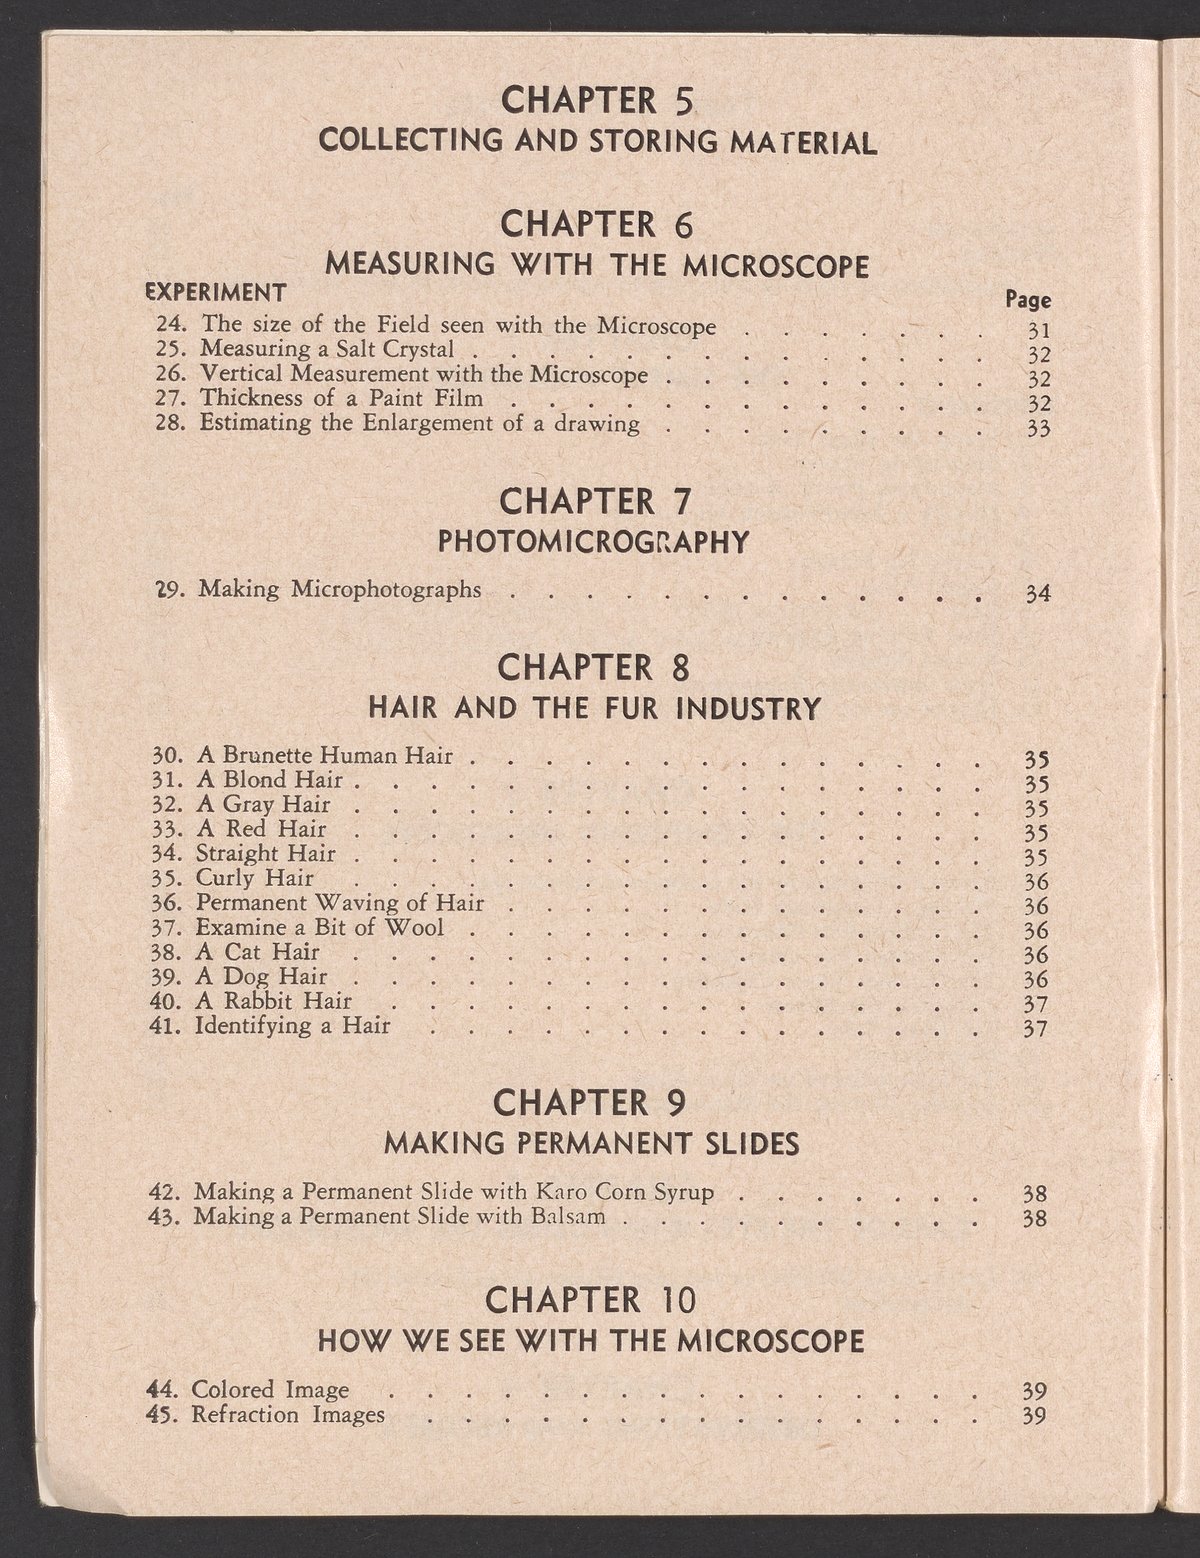 CHAPTER 5
COLLECTING AND STORING MATERIAL
CHAPTER 6
MEASURING WITH THE MICROSCOPE
EXPERIMENT Page
24. The size of the Field seen with the Microscope . . . . . . . 31
25. Measuring a Salt Crystal . . . . . . . . . . . . . . 32
26. Vertical Measurement with the Microscope . . . . . . . . . 32
27. Thickness of a Paint Film . . . . . . . . . . . . . 32
28. Estimating the Enlargement of a drawing . . . . . . . . . 33
CHAPTER 7
PHOTOMICROGRAPHY
29. Making Microphotographs . . . . . . . . . . . . . 34
CHAPTER 8
HAIR AND THE FUR INDUSTRY
30. A Brunette Human Hair . . . . . . . . . . . . . . 35
31. A Blond Hair . . . . . . . . . . . . . . . . . 35
32. A Gray Hair . . . . . . . . . . . . . . . . . 35
33. A Red Hair . . . . . . . . . . . . . . . . . 35
34. Straight Hair . . . . . . . . . . . . . . . . . 35
35. Curly Hair . . . . . . . . . . . . . . . . . 36
36. Permanent Waving of Hair . . . . . . . . . . . . . 36
37. Examine a Bit of Wool . . . . . . . . . . . . . . 36
38. A Cat Hair . . . . . . . . . . . . . . . . . 36
39. A Dog Hair . . . . . . . . . . . . . . . . . 36
40. A Rabbit Hair . . . . . . . . . . . . . . . . 37
41. Identifying a Hair . . . . . . . . . . . . . . . 37
CHAPTER 9
MAKING PERMANENT SLIDES
42. Making a Permanent Slide with Karo Corn Syrup . . . . . . . 38
43. Making a Permanent Slide with Balsam . . . . . . . . . . 38
CHAPTER 10
HOW WE SEE WITH THE MICROSCOPE
44. Colored Image . . . . . . . . . . . . . . . . 39
45. Refraction Images . . . . . . . . . . . . . . . 39